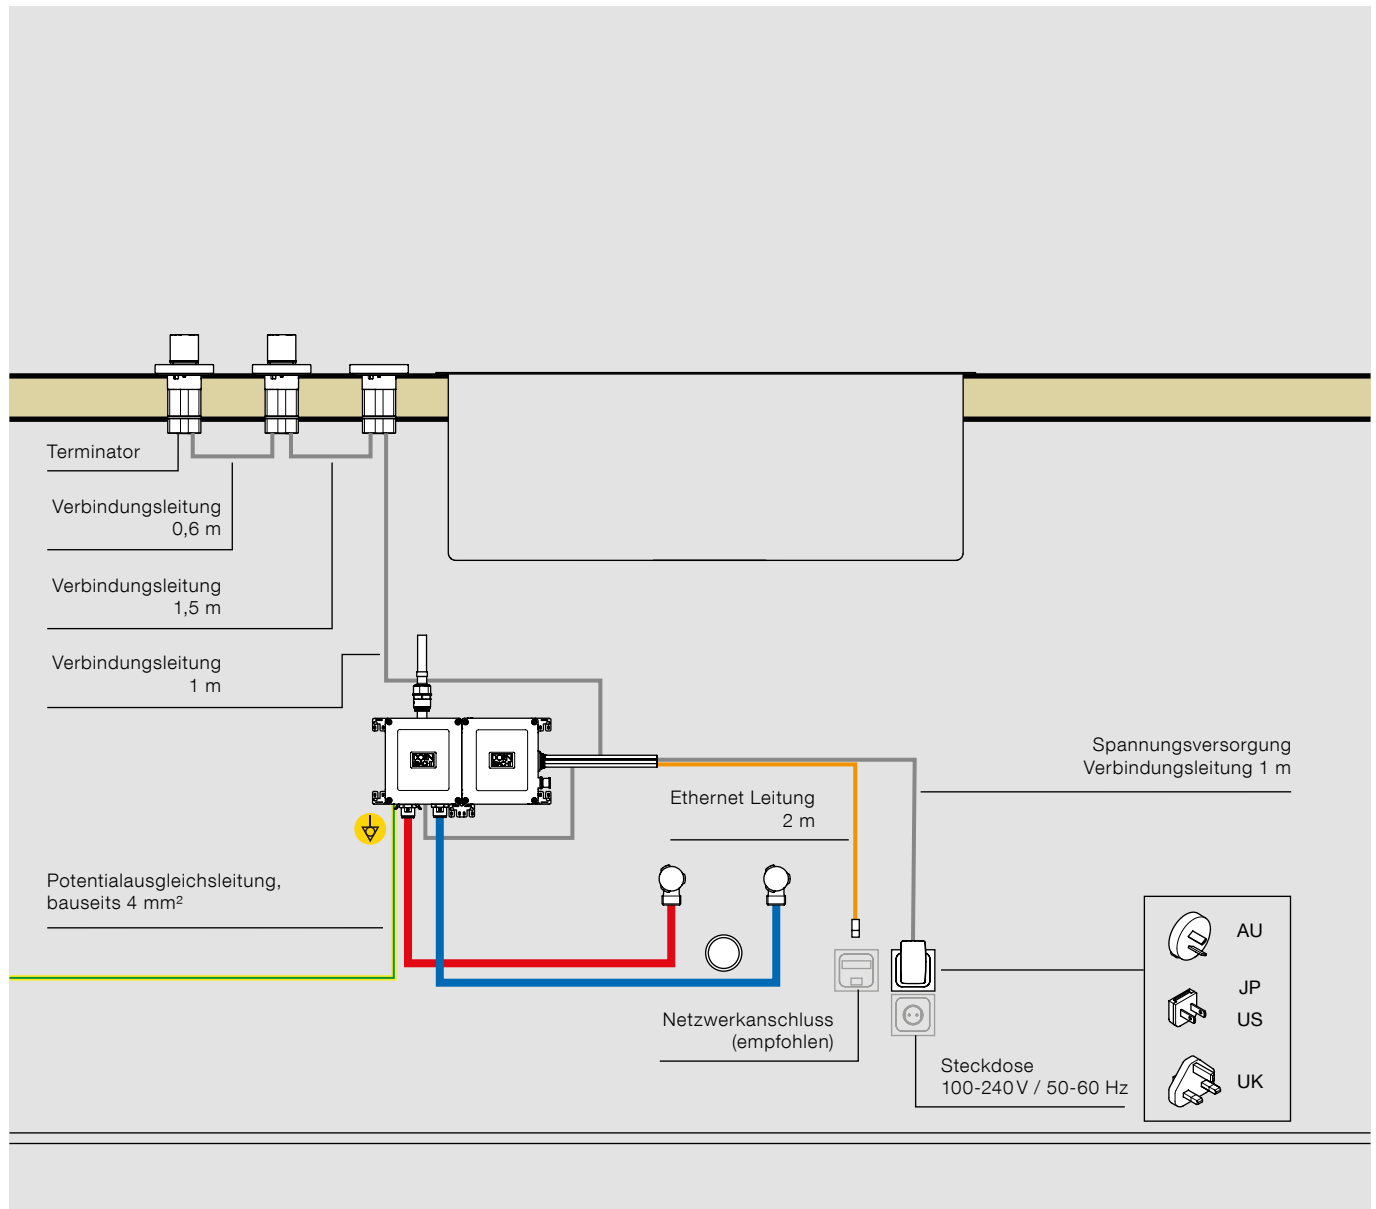 Terminator
Verbindungsleitung
0,6 m
Verbindungsleitung
1,5 m
Verbindungsleitung
1 m
Spannungsversorgung
Verbindungsleitung 1 m
Ethernet Leitung
2 m
Potentialausgleichsleitung,
bauseits 4 mm²
AU
JP
US
UK
Netzwerkanschluss
(empfohlen)
Steckdose
100-240 V / 50-60 Hz